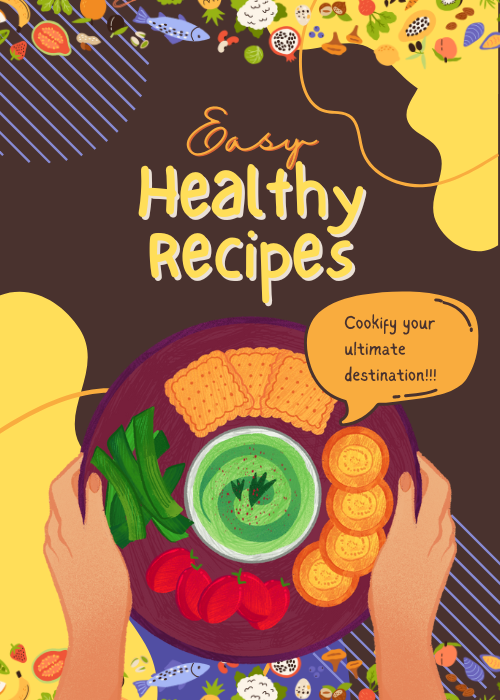 Easy
Healthy
Recipes
Cookify your
ultimate
destination!!!